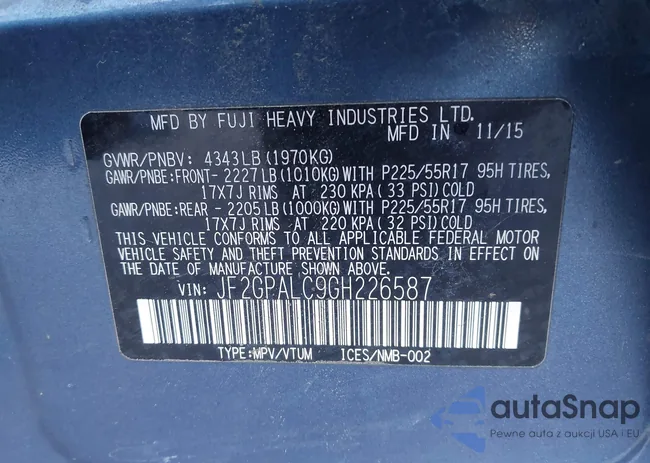 MFD BY FUJI HEAVY INDUSTRIES LTD.
MFD IN 11/15
GVWR/PNBV: 4343LB(1970KG)
GAWR/PNBE:FRONT- 2227LB(1010KG)WITH P225/55R17 95H TIRES,
17X7J RIMS AT 230 KPA(33 PSI)COLD
GAWR/PNBE:REAR - 2205LB(1000KG)WITH P225/55R17 95H TIRES,
17X7J RIMS AT 220 KPA(32 PSI)COLD
THIS VEHICLE CONFORMS TO ALL APPLICABLE FEDERAL MOTOR
VEHICLE SAFETY AND THEFT PREVENTION STANDARDS IN EFFECT
ON THE DATE OF MANUFACTURE SHOWN ABOVE.
VIN: JF2GPALC9GH226587
TYPE:MPV/VTUM ICES/NMB-002
autoSnap
Pewne auta z aukcji USA i EU